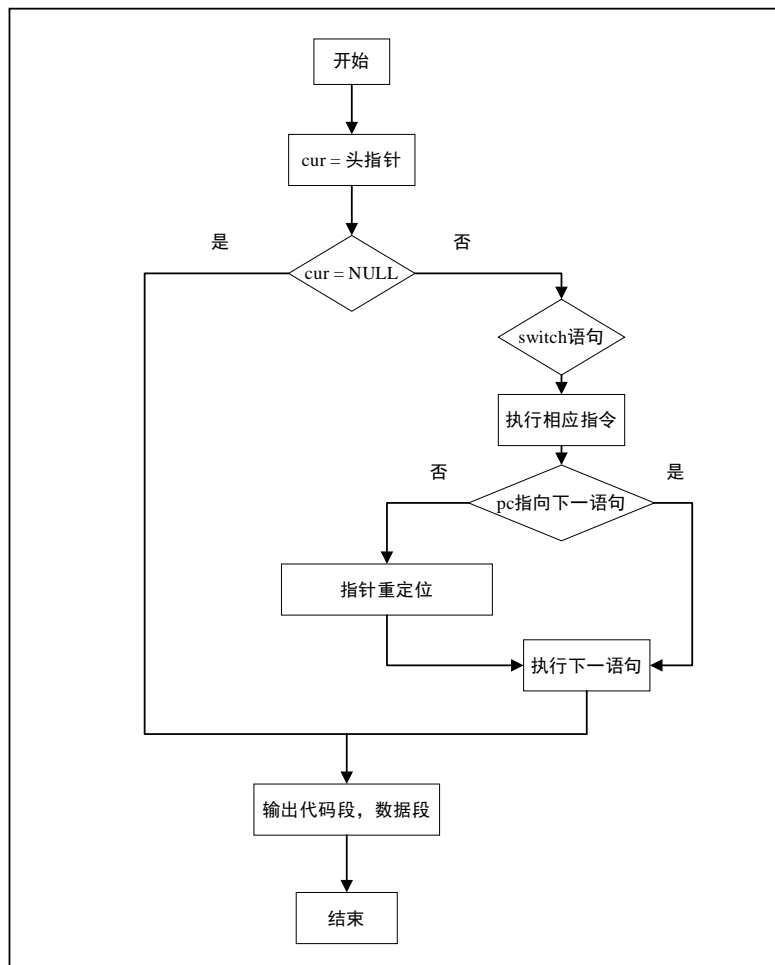 开始
cur = 头指针
是
否
cur = NULL
switch语句
执行相应指令
否
是
pc指向下一语句
指针重定位
执行下一语句
输出代码段，数据段
结束